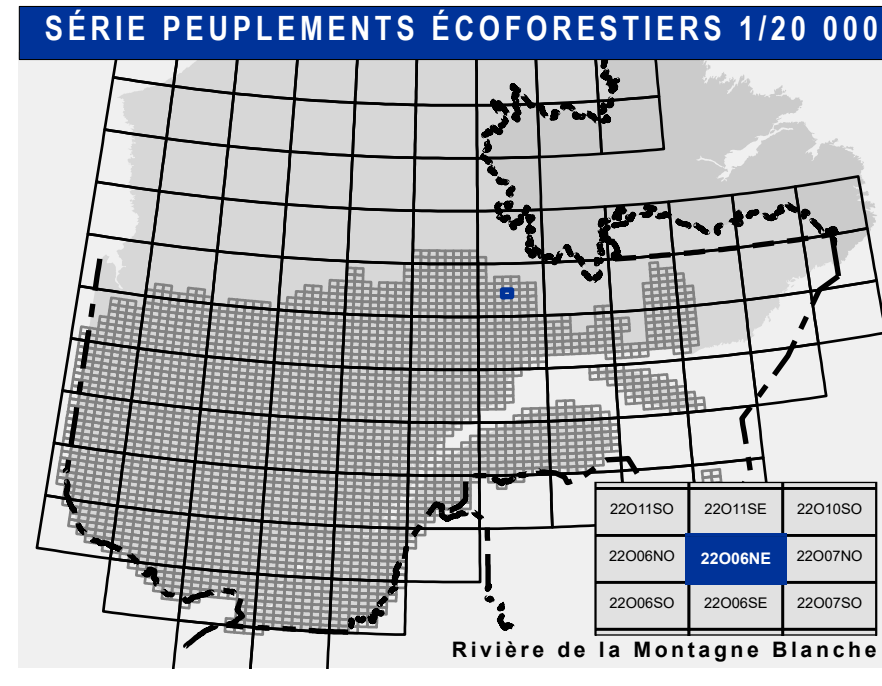 SÉRIE PEUPLEMENTS ÉCOFORESTIERS 1/20 000
22O11SO 22O11SE 22O10SO
22O06NO 22O06NE 22O07NO
22O06SO 22O06SE 22O07SO
Rivière de la Montagne Blanche